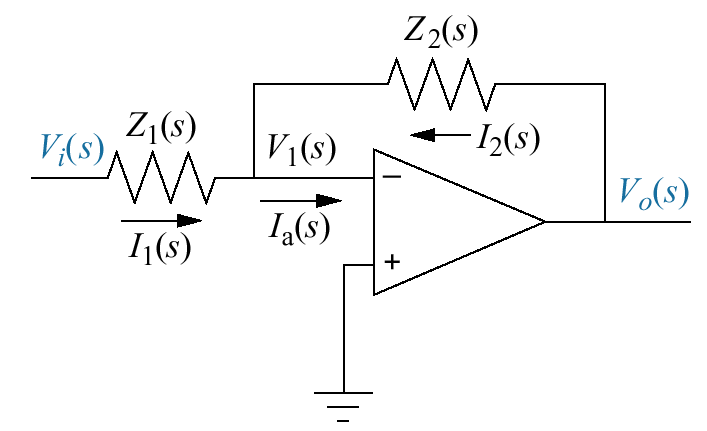 Z₂(s)
Z₁(s)
Vᵢ(s)
V₁(s)
I₂(s)
−
Vₒ(s)
I₁(s)
Iₐ(s)
+